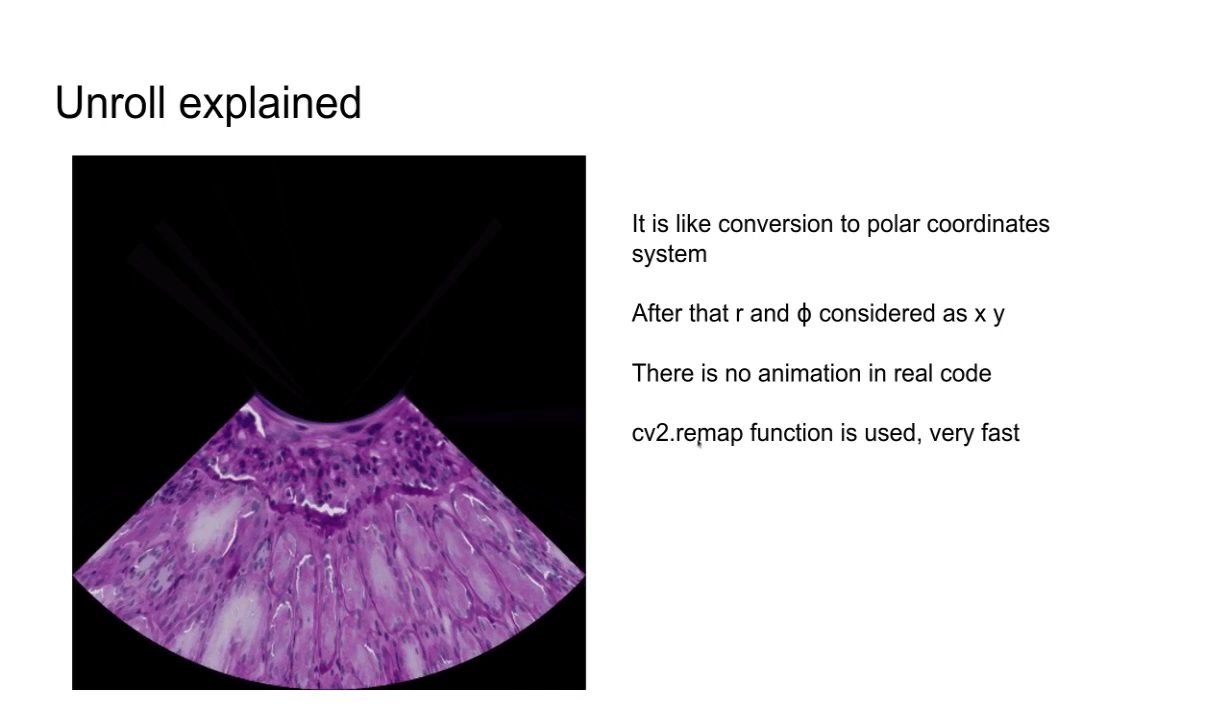 Unroll explained
It is like conversion to polar coordinates
system
After that r and ϕ considered as x y
There is no animation in real code
cv2.remap function is used, very fast